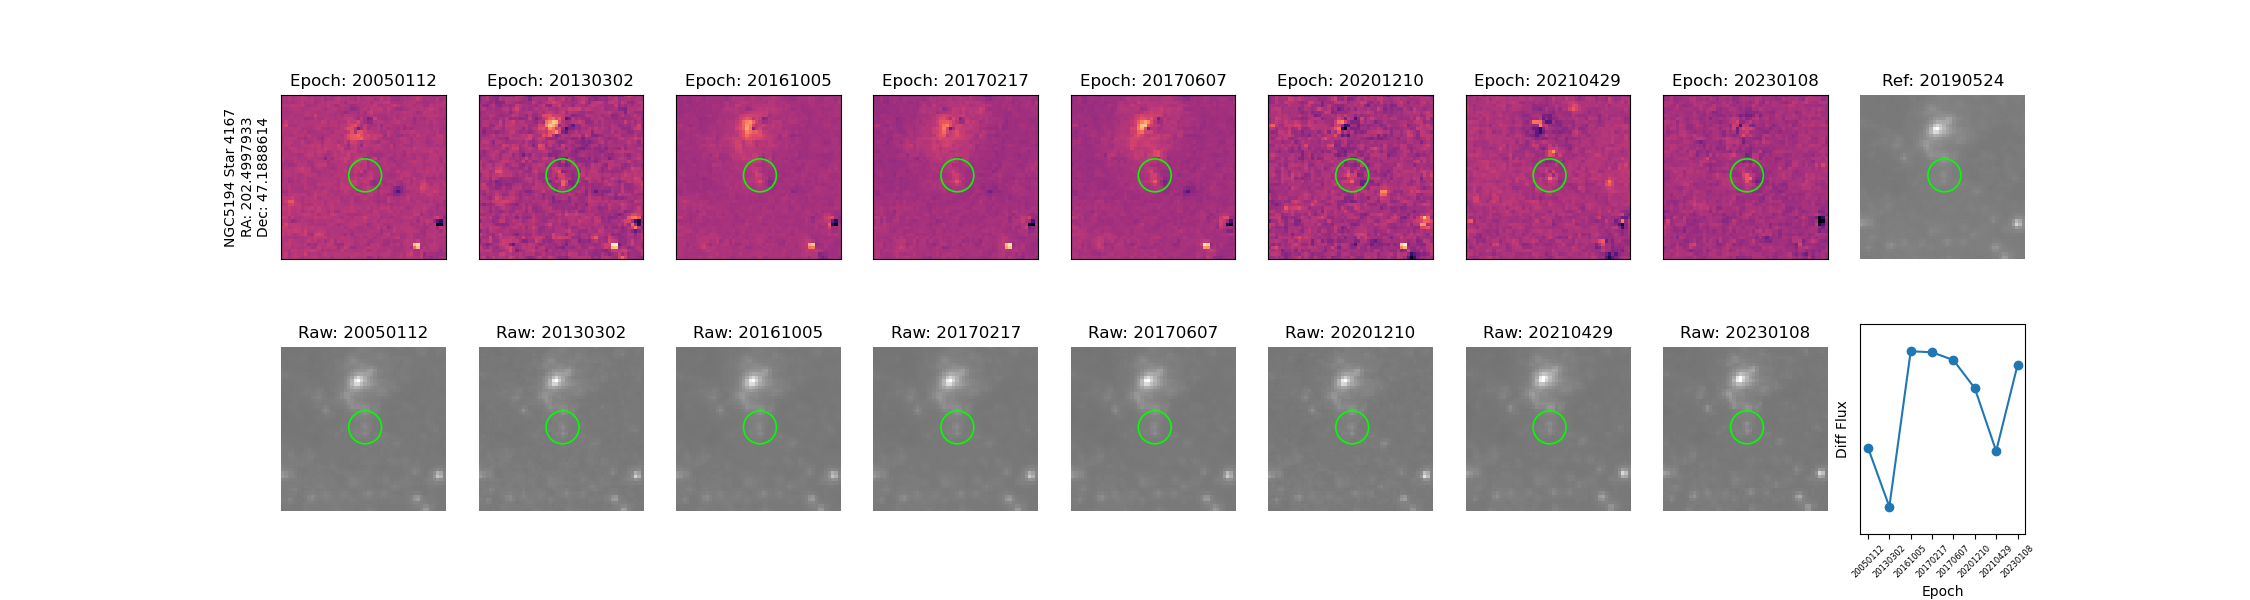 NGC5194 Star 4167
RA: 202.4997933
Dec: 47.1888614
Epoch: 20050112
Epoch: 20130302
Epoch: 20161005
Epoch: 20170217
Epoch: 20170607
Epoch: 20201210
Epoch: 20210429
Epoch: 20230108
Ref: 20190524
Raw: 20050112
Raw: 20130302
Raw: 20161005
Raw: 20170217
Raw: 20170607
Raw: 20201210
Raw: 20210429
Raw: 20230108
Diff Flux
20050112
20130302
20161005
20170217
20170607
20201210
20210429
20230108
Epoch